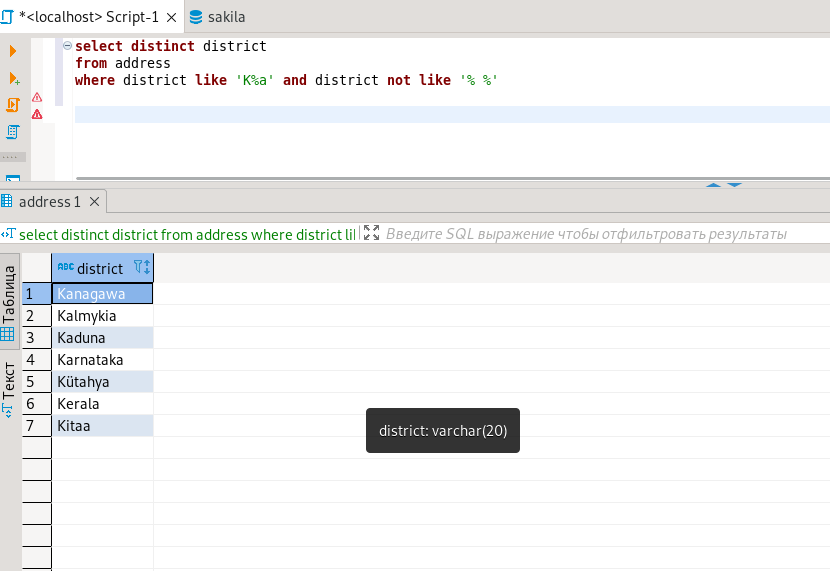 *<localhost> Script-1
sakila
select distinct district
from address
where district like 'K%a' and district not like '% %'
address 1
select distinct district from address where district lil
Введите SQL выражение чтобы отфильтровать результаты
Таблица
Текст
ABC district
1 Kanagawa
2 Kalmykia
3 Kaduna
4 Karnataka
5 Kütahya
6 Kerala
7 Kitaa
district: varchar(20)